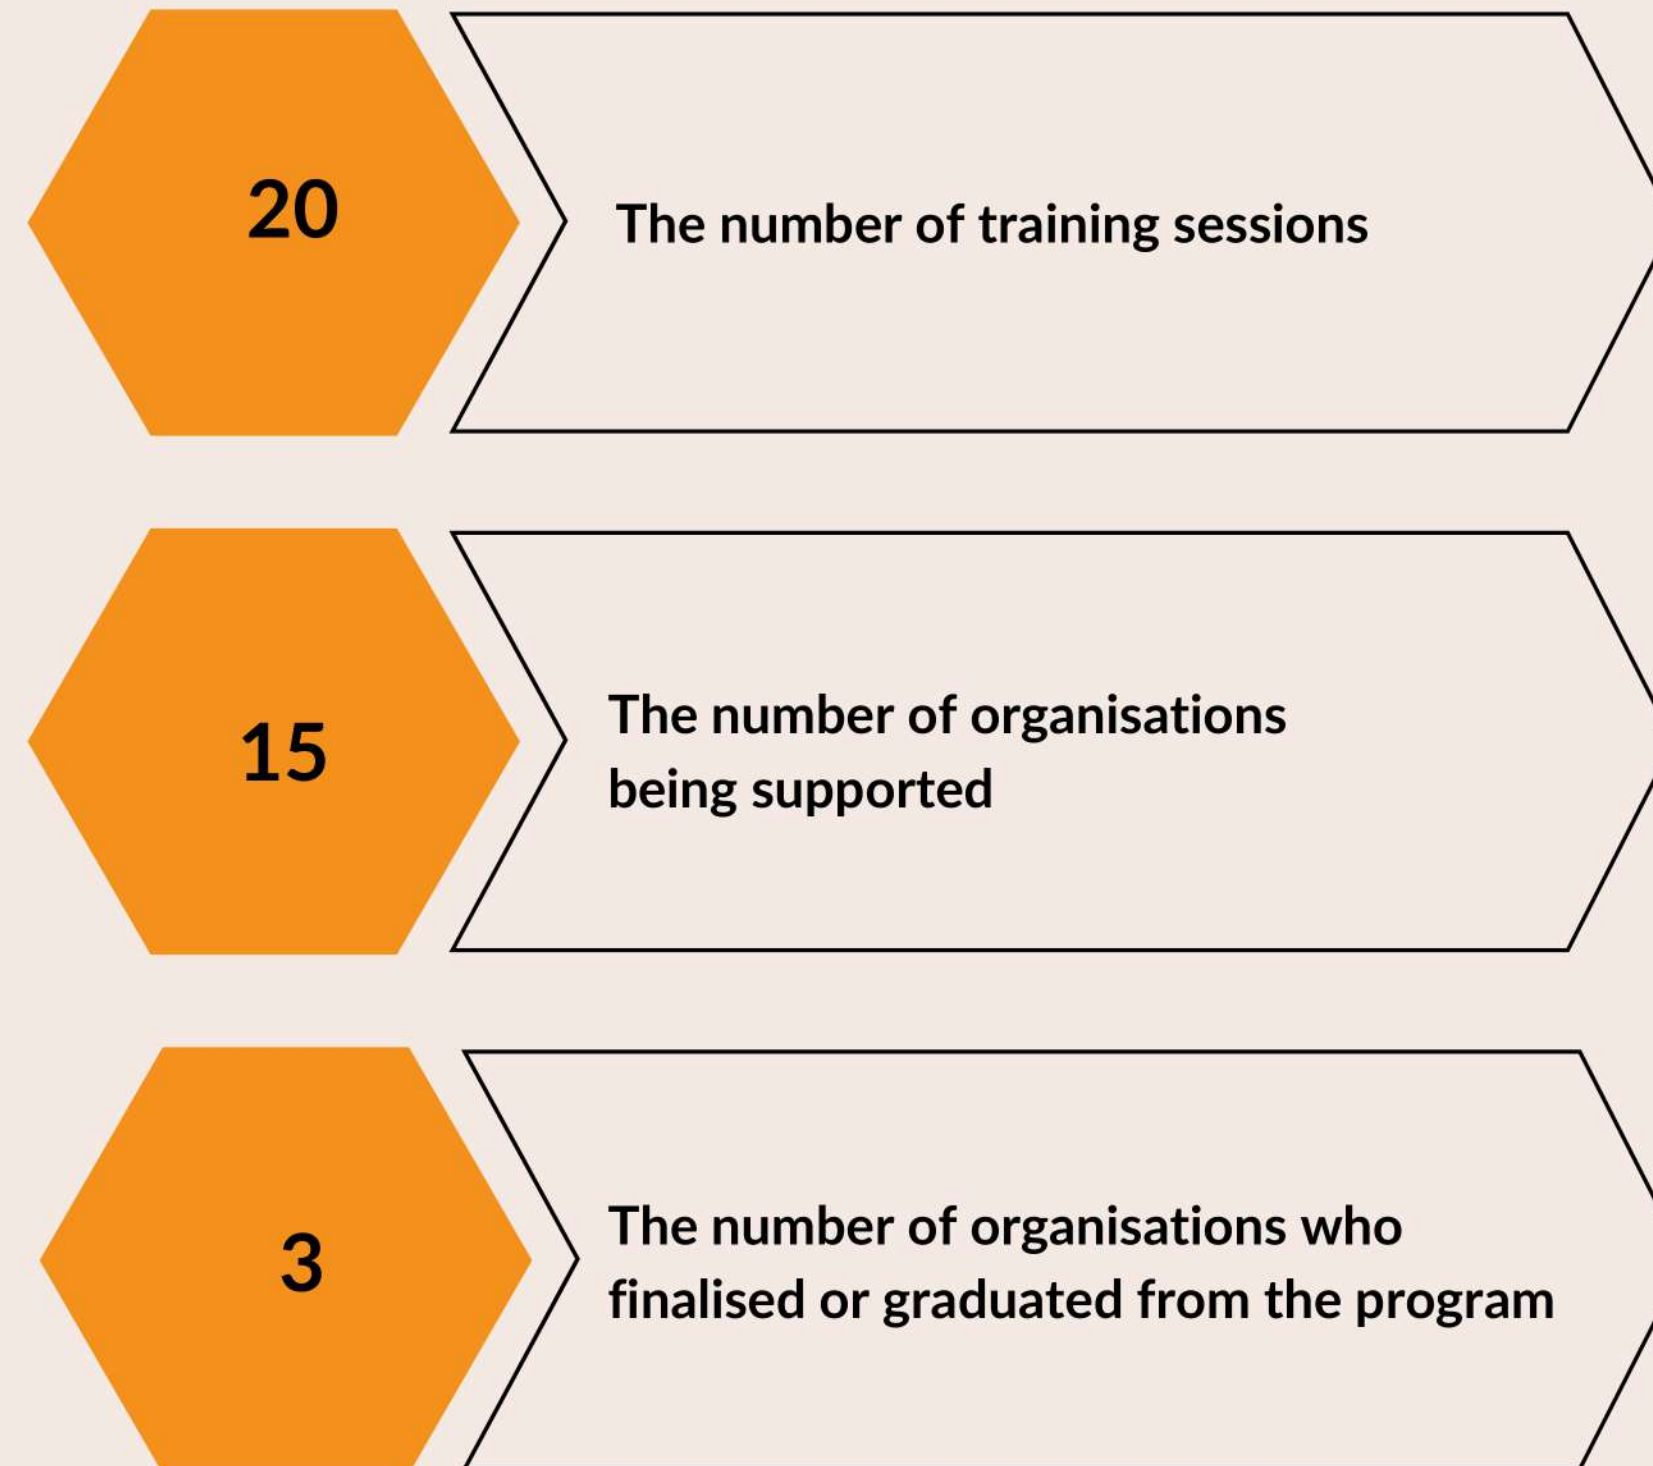 20
The number of training sessions
15
The number of organisations
being supported
3
The number of organisations who
finalised or graduated from the program